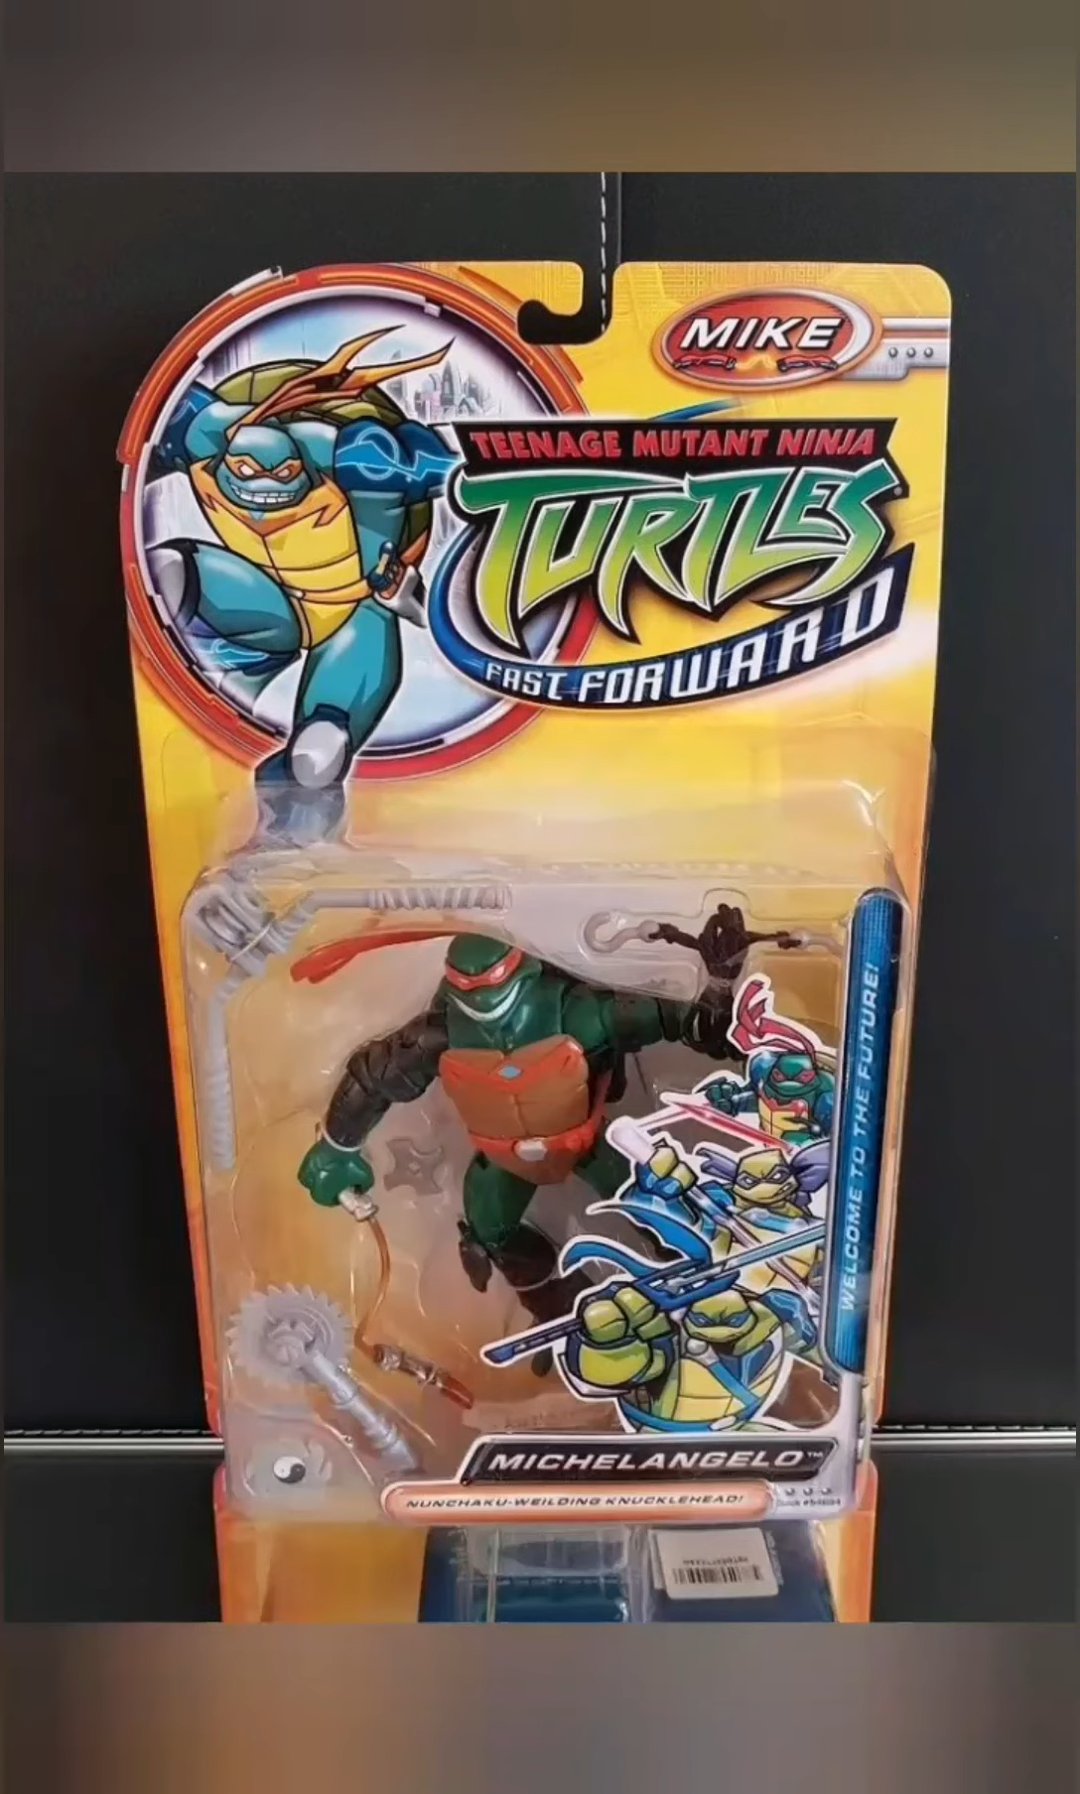 MIKE
TEENAGE MUTANT NINJA
TURTLES
FAST FORWARD
WELCOME TO THE FUTURE!
MICHELANGELO™
NUNCHAKU-WEILDING KNUCKLEHEAD!